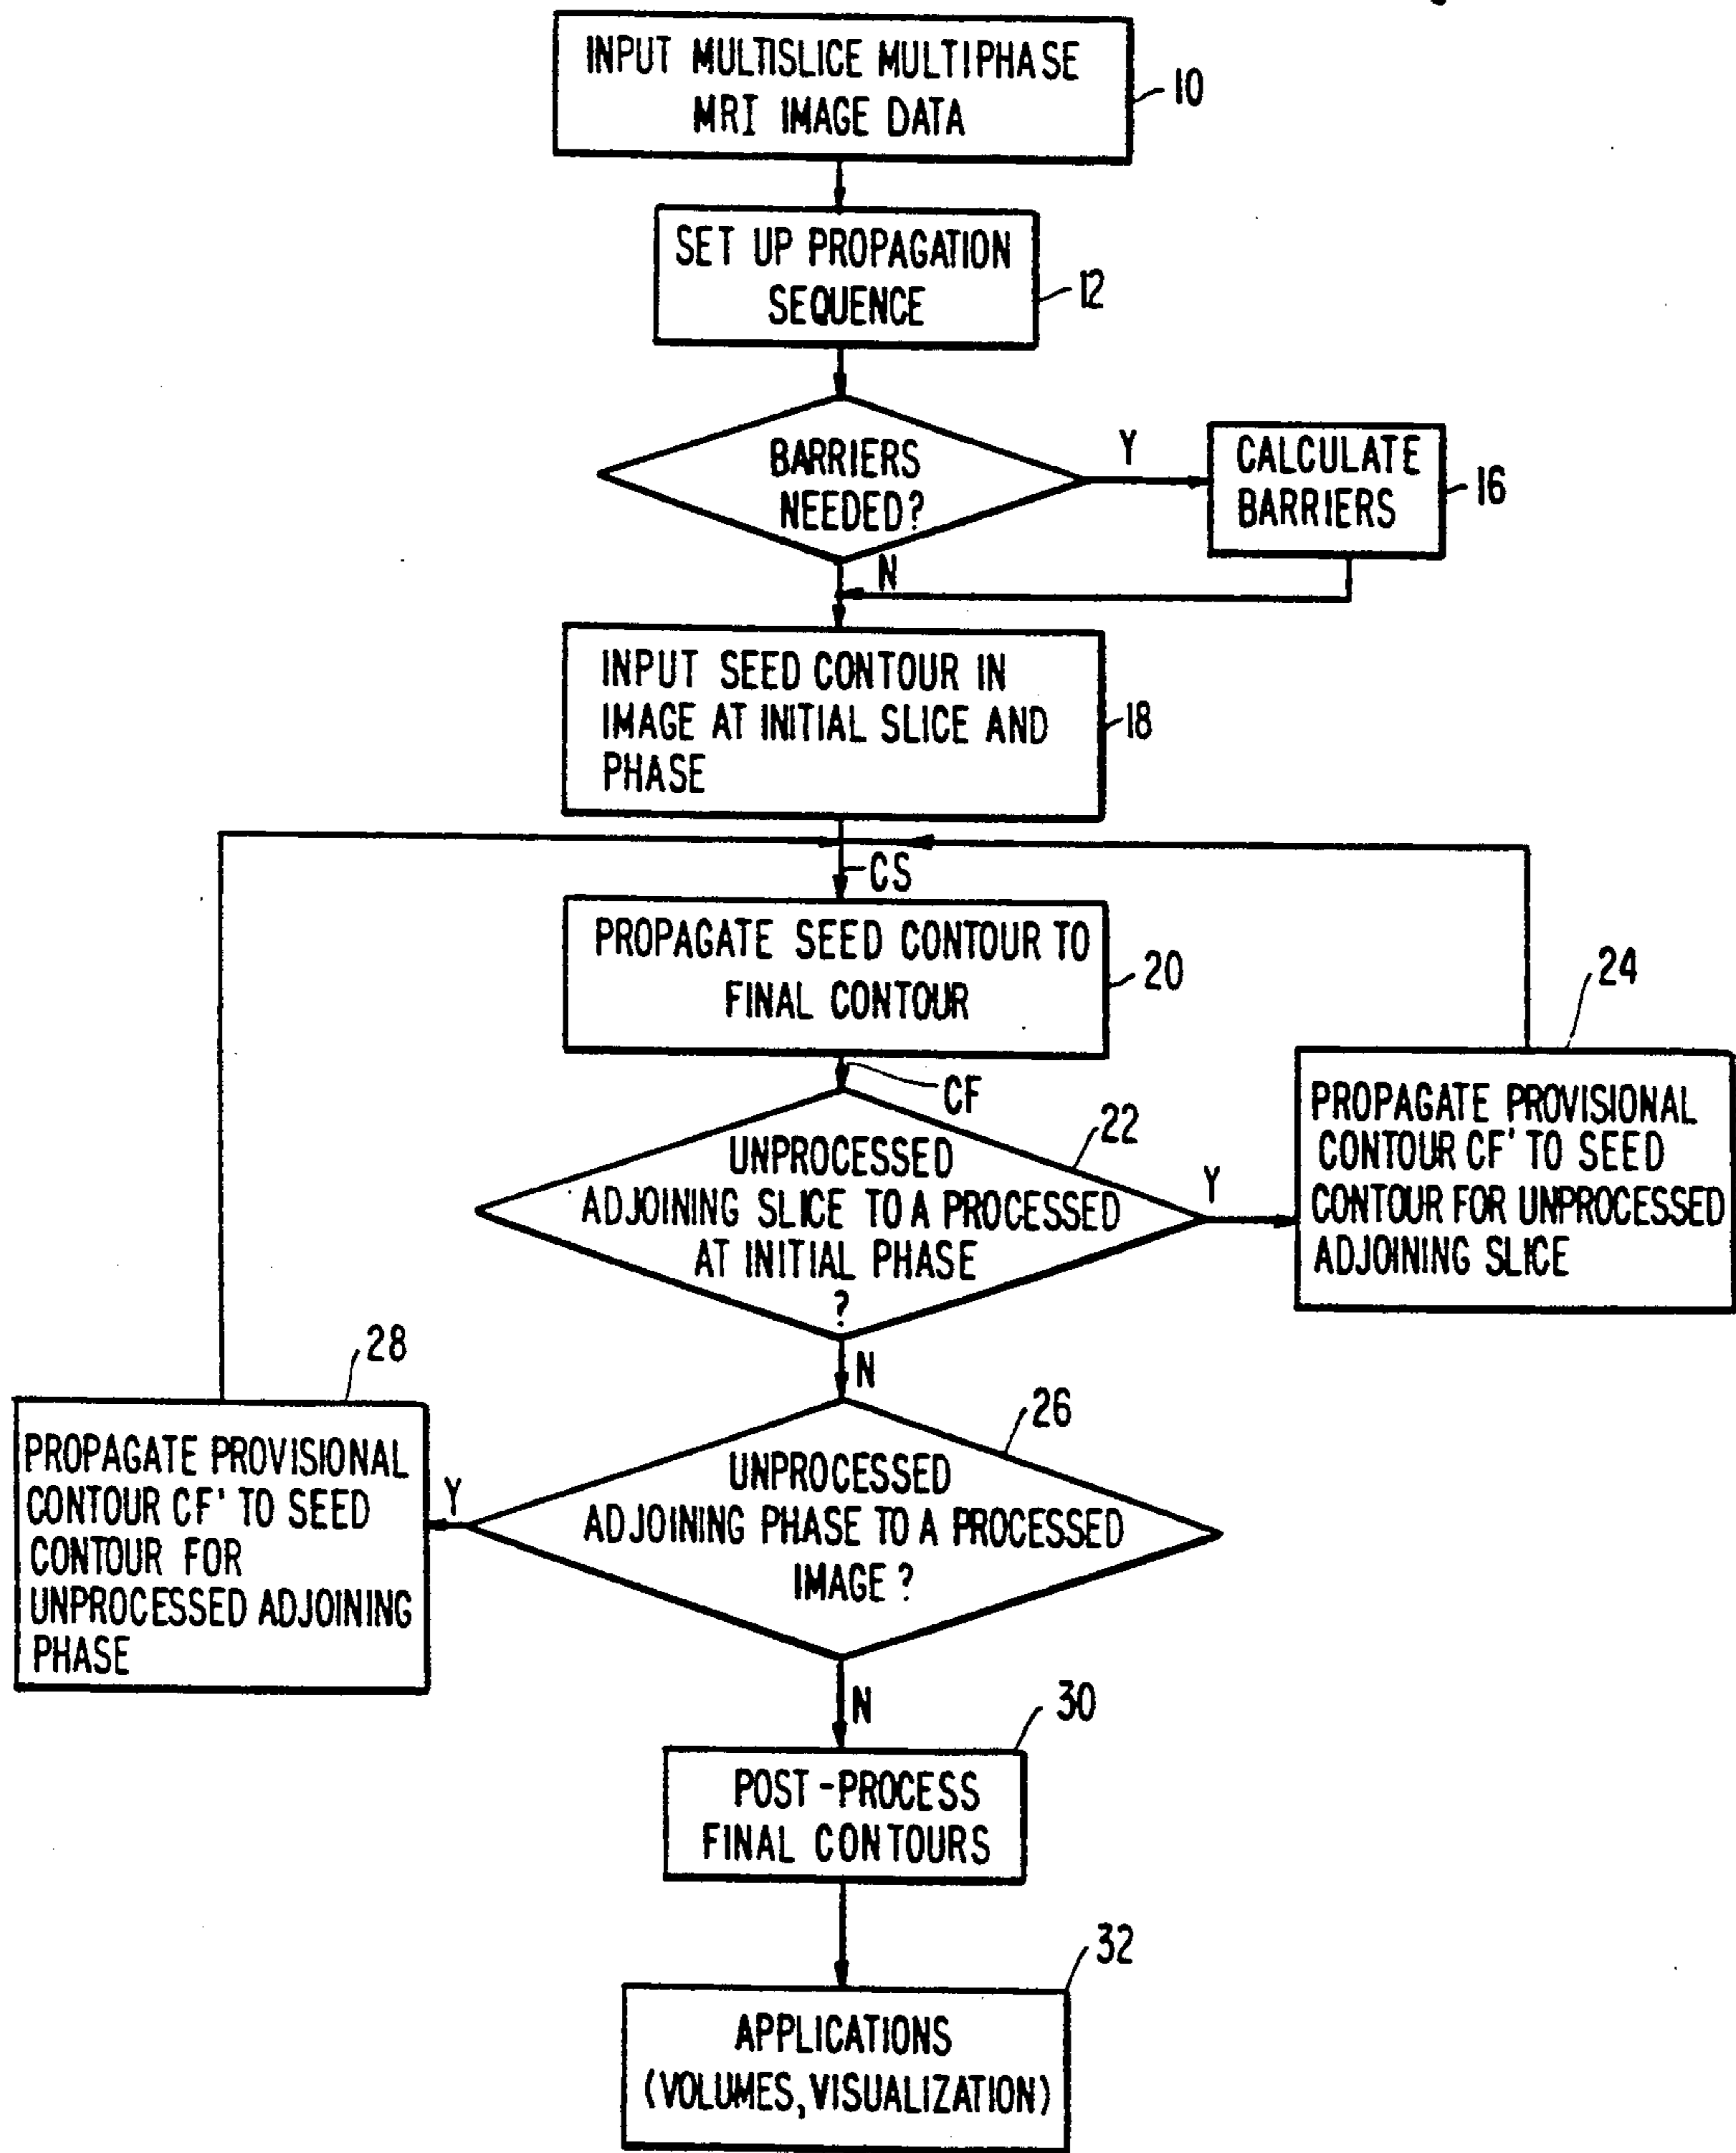 INPUT MULTISLICE MULTIPHASE
MRI IMAGE DATA
10
SET UP PROPAGATION
SEQUENCE
12
BARRIERS
NEEDED?
Y
CALCULATE
BARRIERS
16
N
INPUT SEED CONTOUR IN
IMAGE AT INITIAL SLICE AND
PHASE
18
CS
PROPAGATE SEED CONTOUR TO
FINAL CONTOUR
20
CF
UNPROCESSED
ADJOINING SLICE TO A PROCESSED
AT INITIAL PHASE
?
22
Y
24
PROPAGATE PROVISIONAL
CONTOUR CF' TO SEED
CONTOUR FOR UNPROCESSED
ADJOINING SLICE
N
26
UNPROCESSED
ADJOINING PHASE TO A PROCESSED
IMAGE?
Y
28
PROPAGATE PROVISIONAL
CONTOUR CF' TO SEED
CONTOUR FOR
UNPROCESSED ADJOINING
PHASE
N
30
POST-PROCESS
FINAL CONTOURS
32
APPLICATIONS
(VOLUMES, VISUALIZATION)